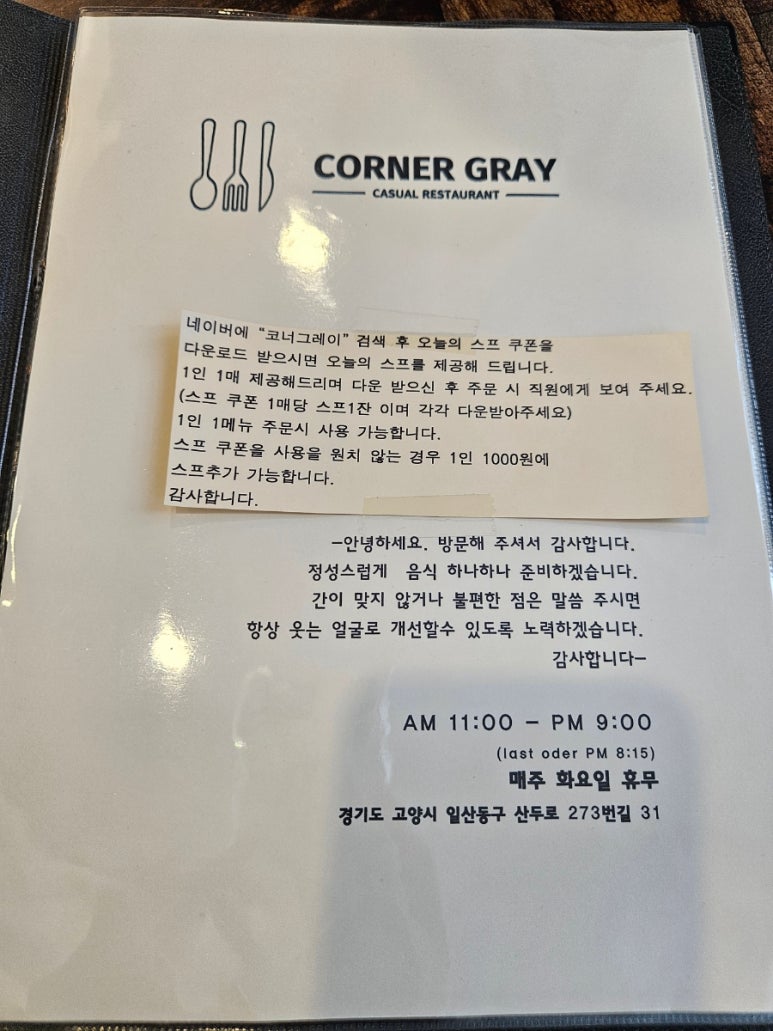 CORNER GRAY
CASUAL RESTAURANT
네이버에 “코너그레이” 검색 후 오늘의 스프 쿠폰을
다운로드 받으시면 오늘의 스프를 제공해 드립니다.
1인 1매 제공해드리며 다운 받으신 후 주문 시 직원에게 보여 주세요.
(스프 쿠폰 1매당 스프1잔 이며 각각 다운받아주세요)
1인 1메뉴 주문시 사용 가능합니다.
스프 쿠폰을 사용을 원치 않는 경우 1인 1000원에
스프추가 가능합니다.
감사합니다.
-안녕하세요. 방문해 주셔서 감사합니다.
정성스럽게 음식 하나하나 준비하겠습니다.
간이 맞지 않거나 불편한 점은 말씀 주시면
항상 웃는 얼굴로 개선할수 있도록 노력하겠습니다.
감사합니다-
AM 11:00 - PM 9:00
(last oder PM 8:15)
매주 화요일 휴무
경기도 고양시 일산동구 산두로 273번길 31